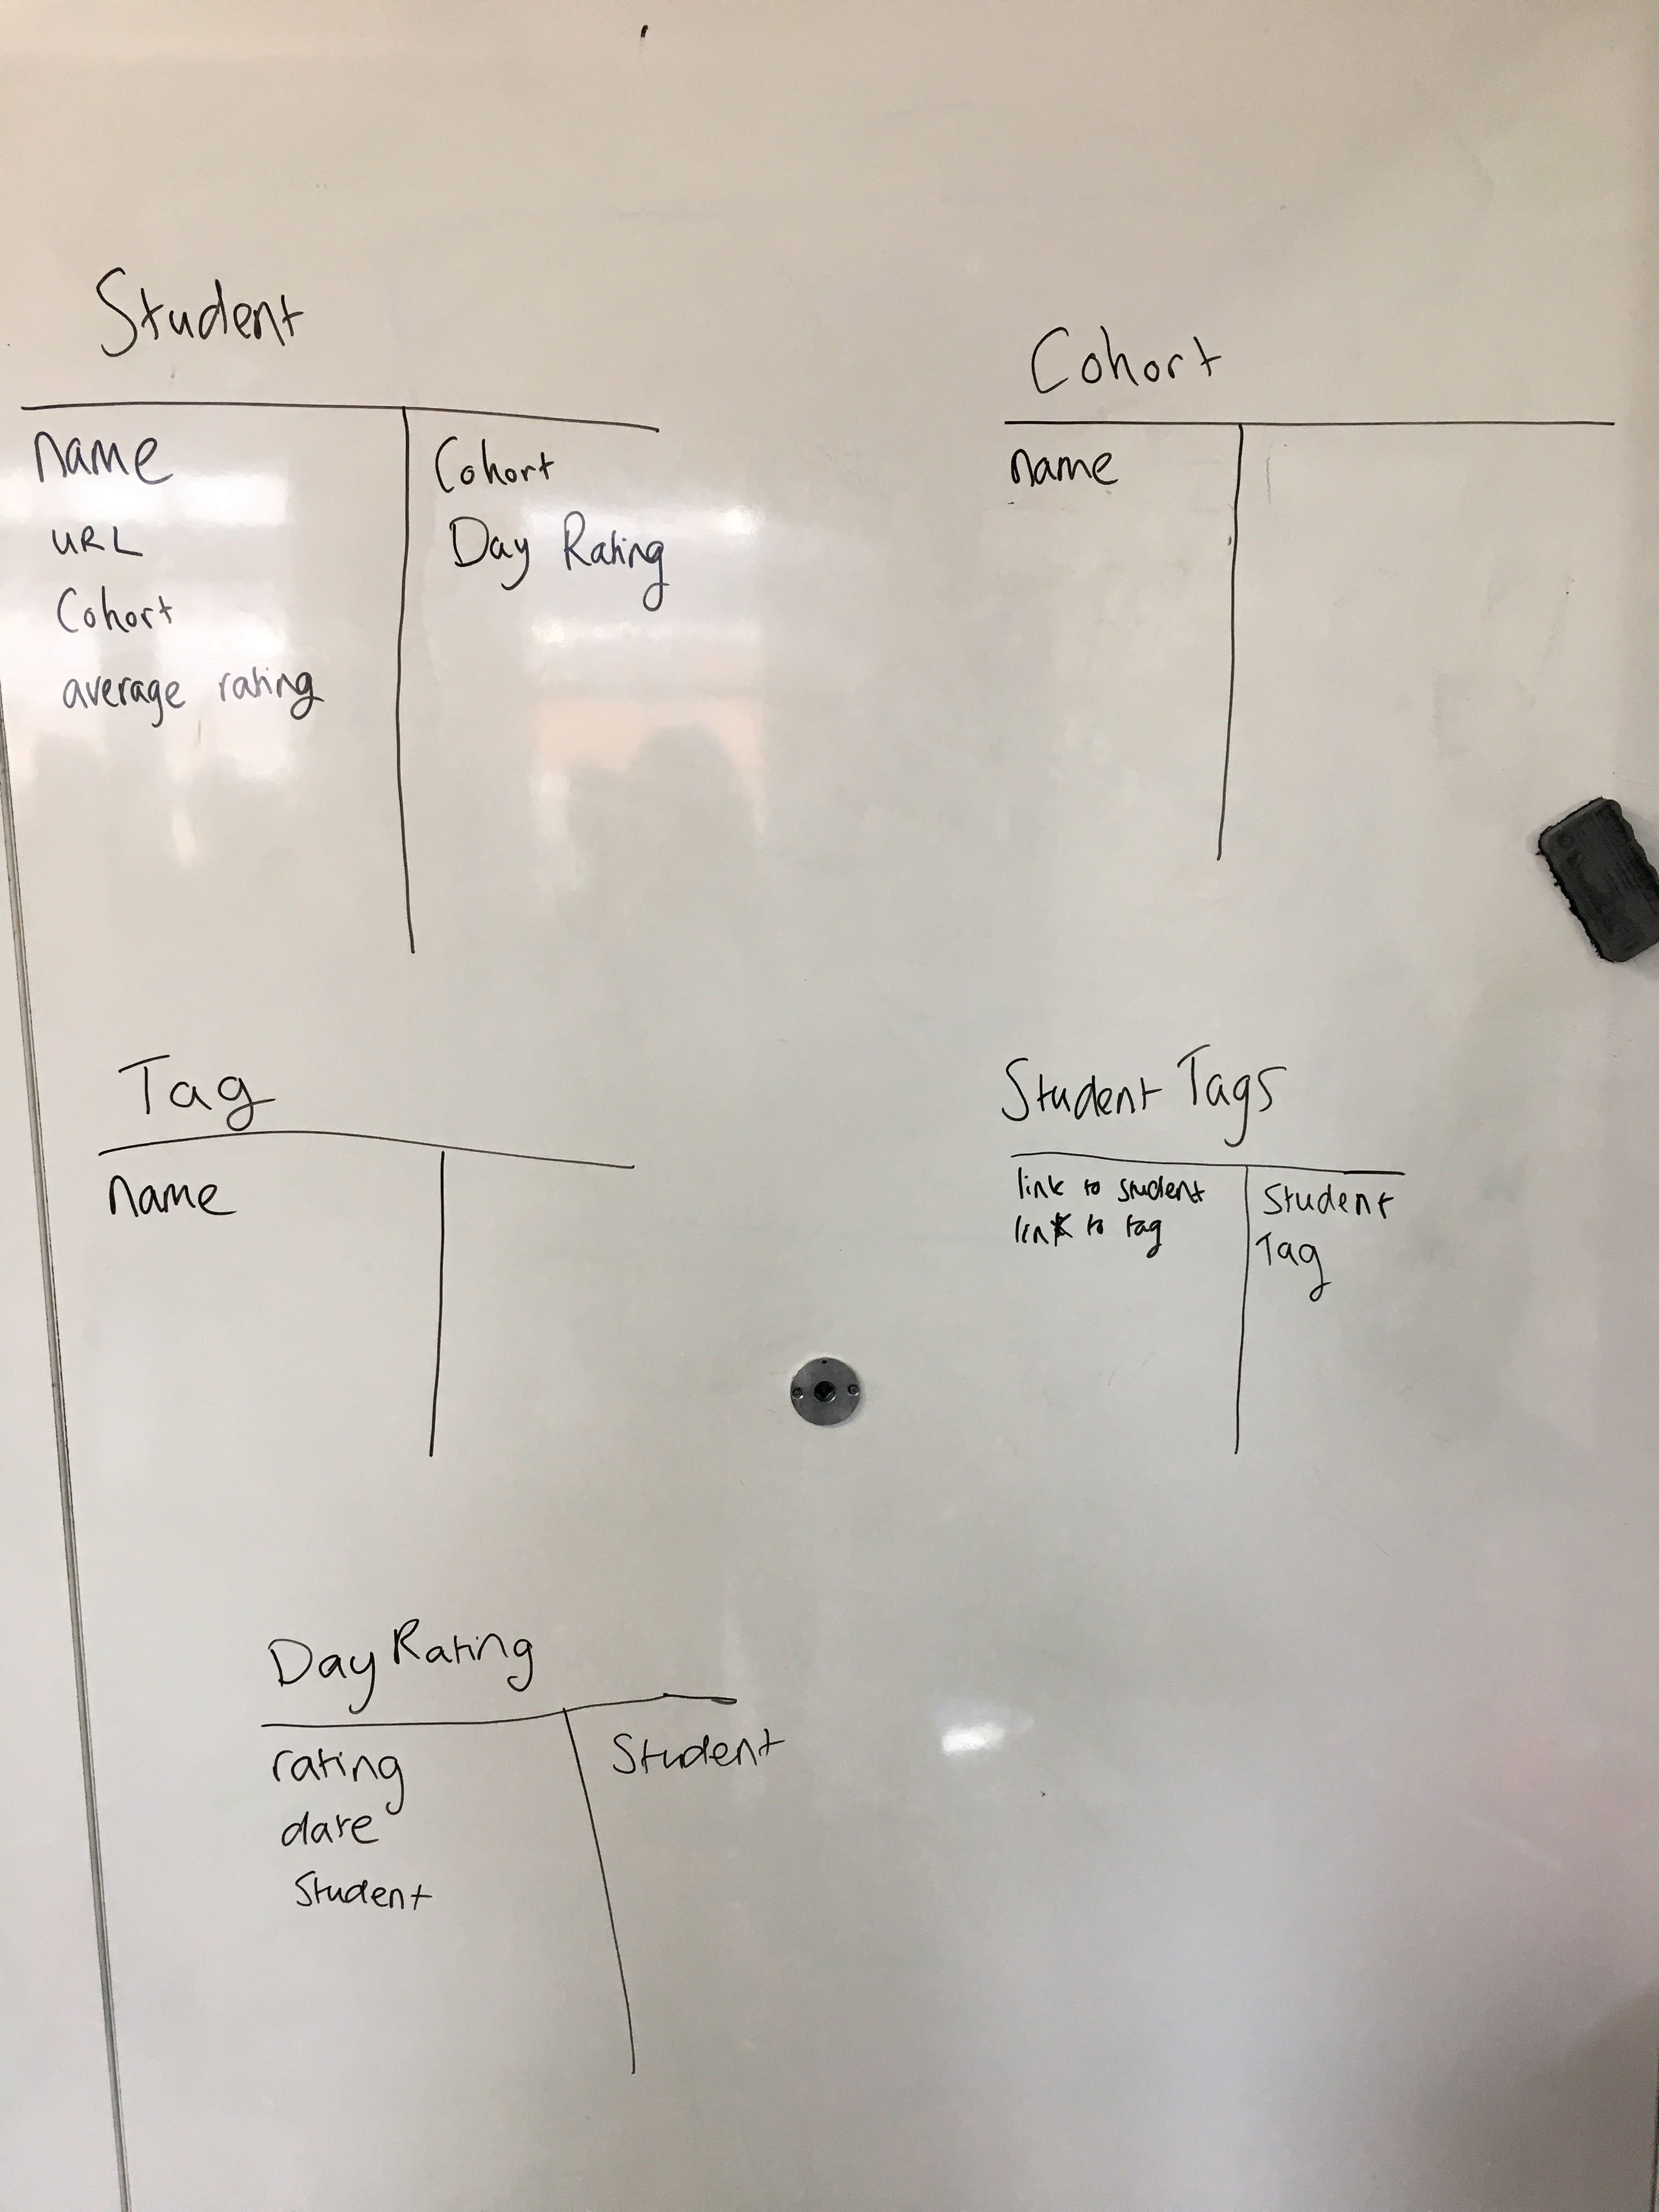 Student
name
URL
Cohort
average rating
Cohort
Day Rating
Cohort
name
Tag
name
Student Tags
link to student
link to tag
Student
Tag
Day Rating
rating
date
Student
Student